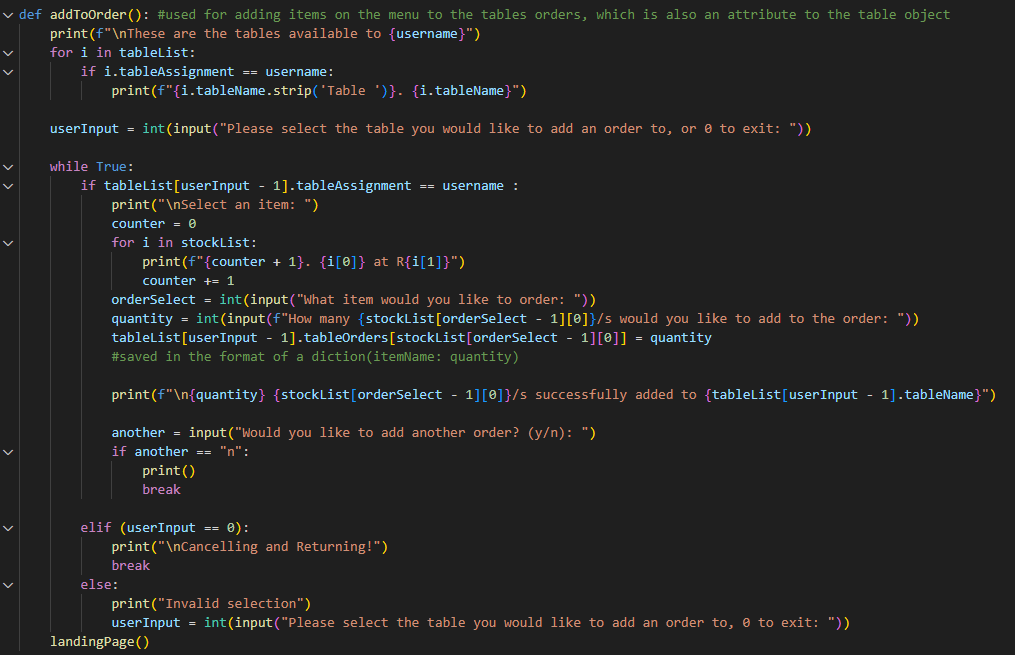 def addToOrder(): #used for adding items on the menu to the tables orders, which is also an attribute to the table object
    print(f"\nThese are the tables available to {username}")
    for i in tableList:
        if i.tableAssignment == username:
            print(f"{i.tableName.strip('Table ')}. {i.tableName}")

    userInput = int(input("Please select the table you would like to add an order to, or 0 to exit: "))

    while True:
        if tableList[userInput - 1].tableAssignment == username :
            print("\nSelect an item: ")
            counter = 0
            for i in stockList:
                print(f"{counter + 1}. {i[0]} at R{i[1]}")
                counter += 1
            orderSelect = int(input("What item would you like to order: "))
            quantity = int(input(f"How many {stockList[orderSelect - 1][0]}/s would you like to add to the order: "))
            tableList[userInput - 1].tableOrders[stockList[orderSelect - 1][0]] = quantity
            #saved in the format of a diction(itemName: quantity)

            print(f"\n{quantity} {stockList[orderSelect - 1][0]}/s successfully added to {tableList[userInput - 1].tableName}")

            another = input("Would you like to add another order? (y/n): ")
            if another == "n":
                print()
                break

        elif (userInput == 0):
            print("\nCancelling and Returning!")
            break
        else:
            print("Invalid selection")
            userInput = int(input("Please select the table you would like to add an order to, 0 to exit: "))
    landingPage()